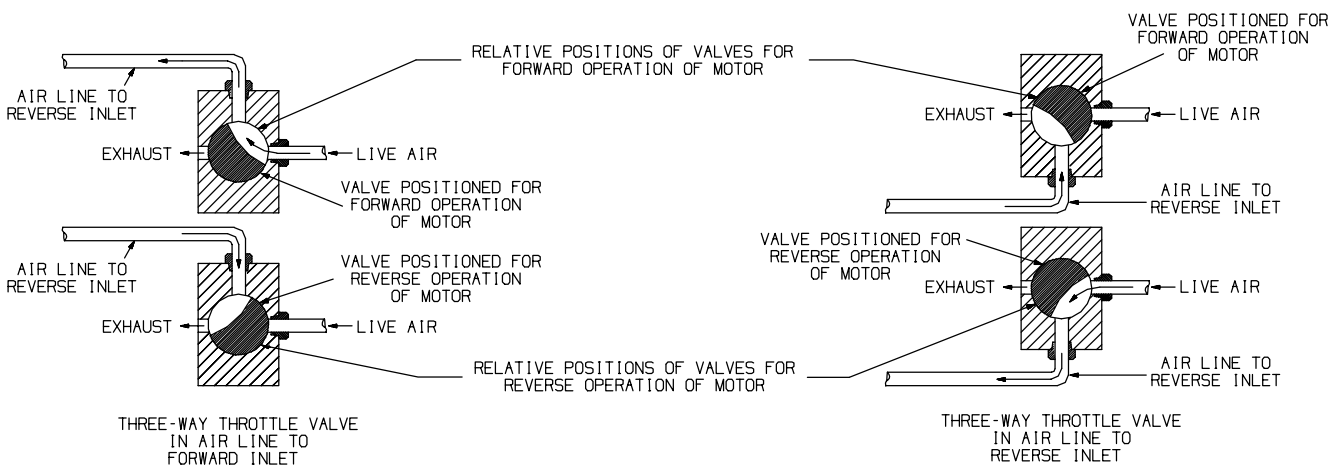 RELATIVE POSITIONS OF VALVES FOR
FORWARD OPERATION OF MOTOR
AIR LINE TO
REVERSE INLET
EXHAUST
LIVE AIR
VALVE POSITIONED FOR
FORWARD OPERATION
OF MOTOR
AIR LINE TO
REVERSE INLET
VALVE POSITIONED FOR
REVERSE OPERATION
OF MOTOR
EXHAUST
LIVE AIR
RELATIVE POSITIONS OF VALVES FOR
REVERSE OPERATION OF MOTOR
THREE-WAY THROTTLE VALVE
IN AIR LINE TO
FORWARD INLET
VALVE POSITIONED FOR
FORWARD OPERATION
OF MOTOR
EXHAUST
LIVE AIR
AIR LINE TO
REVERSE INLET
VALVE POSITIONED FOR
REVERSE OPERATION
OF MOTOR
EXHAUST
LIVE AIR
AIR LINE TO
REVERSE INLET
THREE-WAY THROTTLE VALVE
IN AIR LINE TO
REVERSE INLET